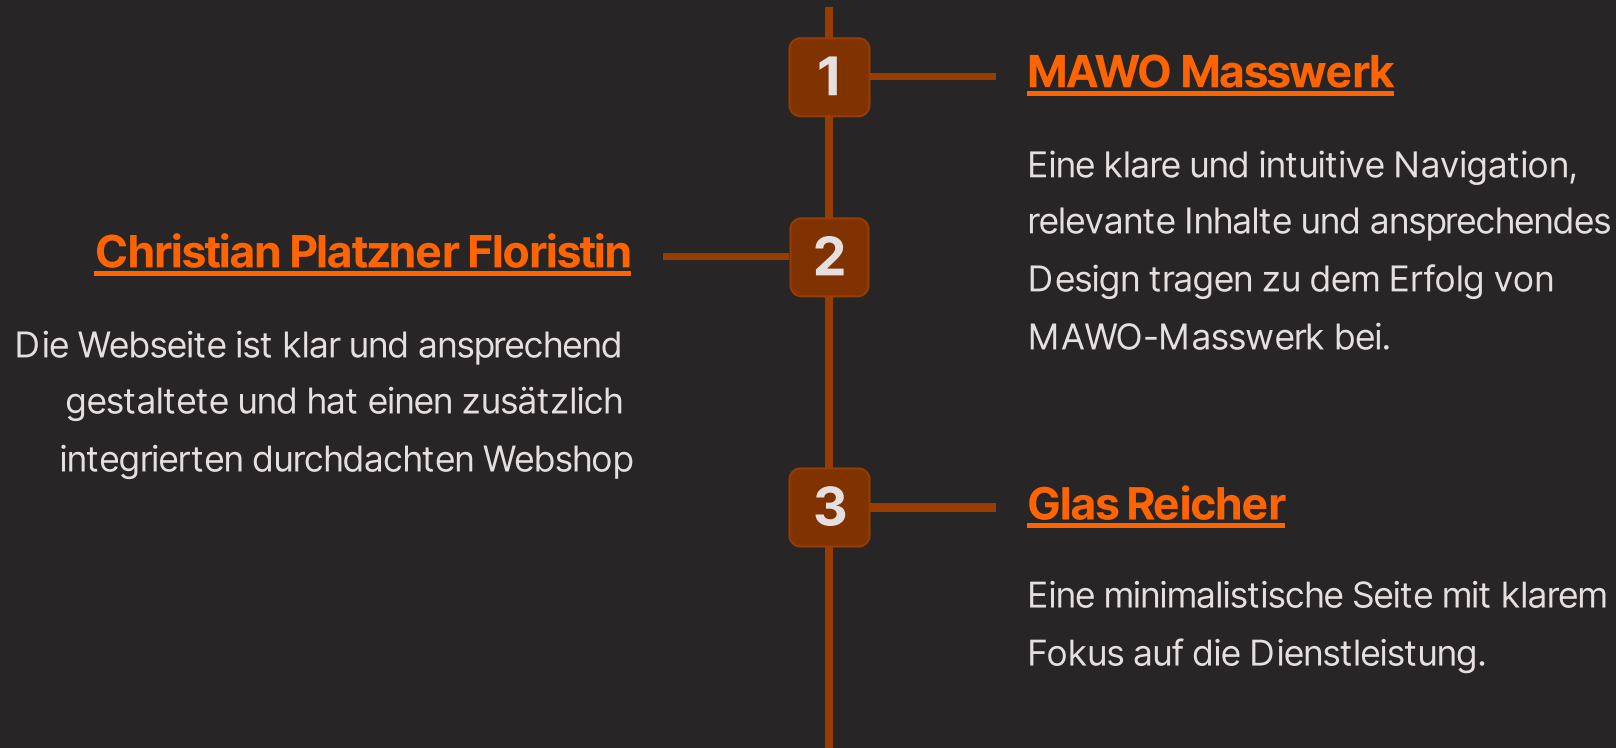 1
MAWO Masswerk
Eine klare und intuitive Navigation,
relevante Inhalte und ansprechendes
Design tragen zu dem Erfolg von
MAWO-Masswerk bei.
2
Christian Platzner Floristin
Die Webseite ist klar und ansprechend
gestaltete und hat einen zusätzlich
integrierten durchdachten Webshop
3
Glas Reicher
Eine minimalistische Seite mit klarem
Fokus auf die Dienstleistung.